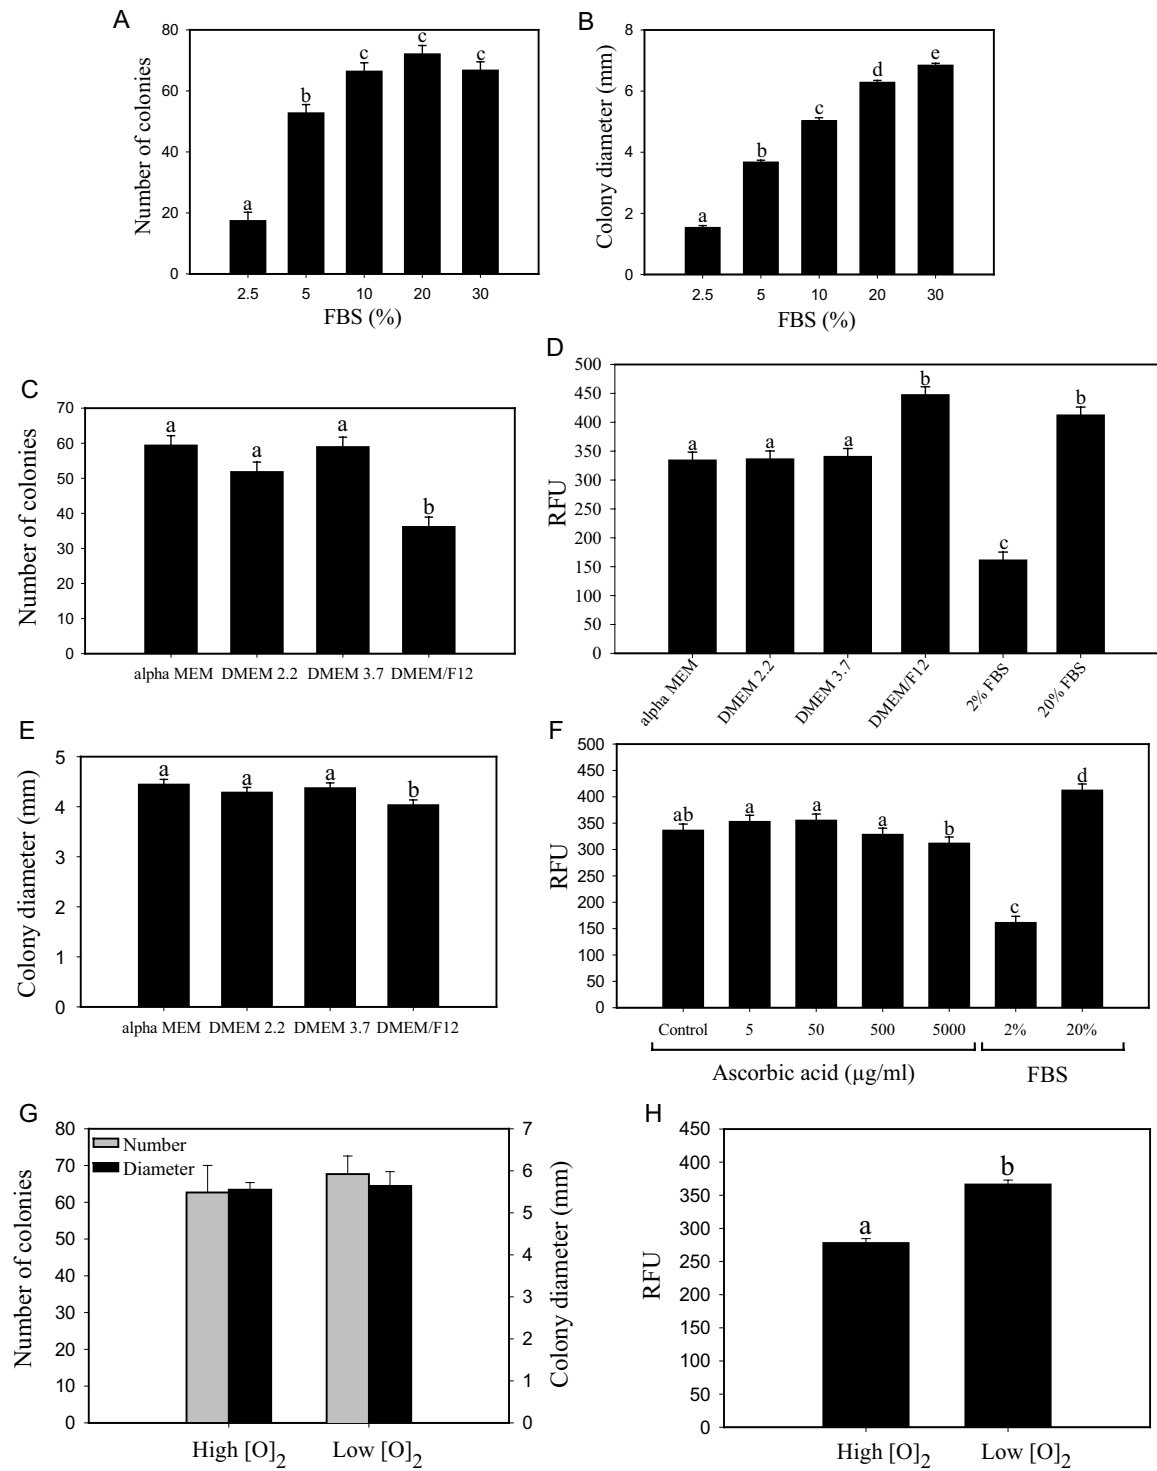 A
Number of colonies
80
60
40
20
0
a
b
c
c
c
2.5 5 10 20 30
FBS (%)
B
Colony diameter (mm)
8
6
4
2
0
a
b
c
d
e
2.5 5 10 20 30
FBS (%)
C
Number of colonies
70
60
50
40
30
20
10
0
a
a
a
b
alpha MEM DMEM 2.2 DMEM 3.7 DMEM/F12
D
RFU
500
450
400
350
300
250
200
150
100
50
0
a
a
a
b
c
b
alpha MEM
DMEM 2.2
DMEM 3.7
DMEM/F12
2% FBS
20% FBS
E
Colony diameter (mm)
5
4
3
2
1
0
a
a
a
b
alpha MEM DMEM 2.2 DMEM 3.7 DMEM/F12
F
RFU
500
450
400
350
300
250
200
150
100
50
0
ab
a
a
a
b
c
d
Control 5 50 500 5000 2% 20%
Ascorbic acid (µg/ml) FBS
G
Number of colonies
80
70
60
50
40
30
20
10
0
Number
Diameter
7
6
5
4
3
2
1
0
Colony diameter (mm)
High [O]2 Low [O]2
H
RFU
450
400
350
300
250
300
350
50
0
a
b
High [O]2 Low [O]2